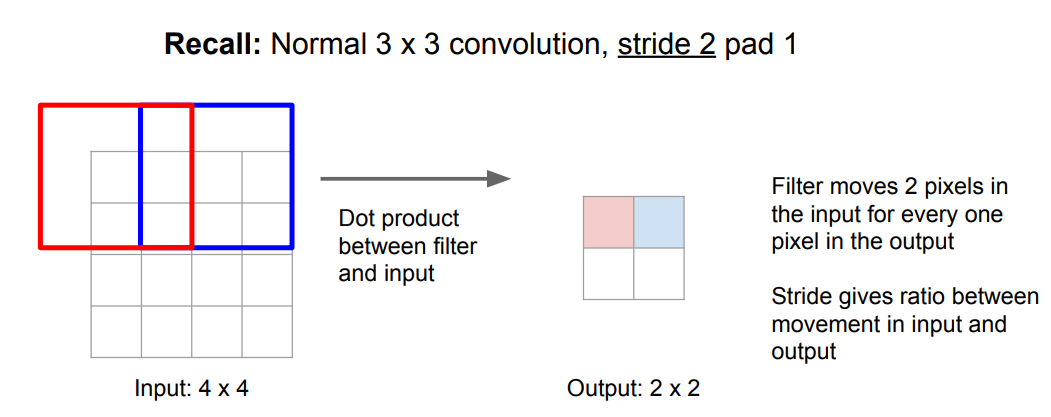 Recall: Normal 3 x 3 convolution, stride 2 pad 1
Dot product
between filter
and input
Filter moves 2 pixels in
the input for every one
pixel in the output
Stride gives ratio between
movement in input and
output
Input: 4 x 4
Output: 2 x 2